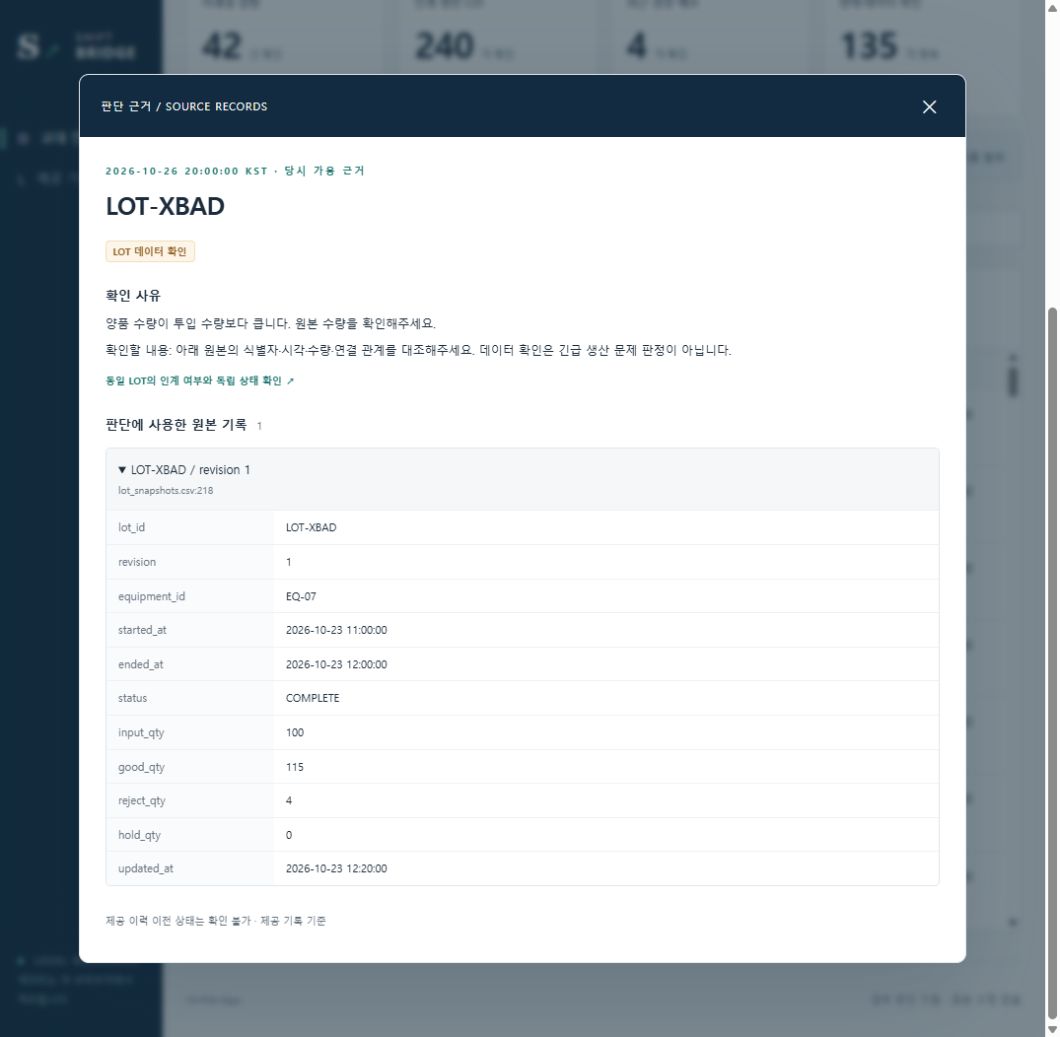 S
BRIDGE
42
240
4
135
판단 근거 / SOURCE RECORDS
2026-10-26 20:00:00 KST · 당시 가용 근거
LOT-XBAD
LOT 데이터 확인
확인 사유
양품 수량이 투입 수량보다 큽니다. 원본 수량을 확인해주세요.
확인할 내용: 아래 원본의 식별자·시각·수량·연결 관계를 대조해주세요. 데이터 확인은 긴급 생산 문제 판정이 아닙니다.
동일 LOT의 인계 여부와 독립 상태 확인 ↗
판단에 사용한 원본 기록 1
▼ LOT-XBAD / revision 1
lot_snapshots.csv:218
lot_id LOT-XBAD
revision 1
equipment_id EQ-07
started_at 2026-10-23 11:00:00
ended_at 2026-10-23 12:00:00
status COMPLETE
input_qty 100
good_qty 115
reject_qty 4
hold_qty 0
updated_at 2026-10-23 12:20:00
제공 이력 이전 상태는 확인 불가 · 제공 기록 기준